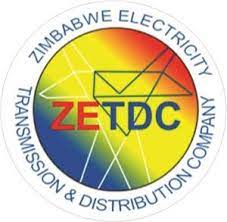 ZIMBABWE ELECTRICITY
ZETDC
TRANSMISSION & DISTRIBUTION COMPANY